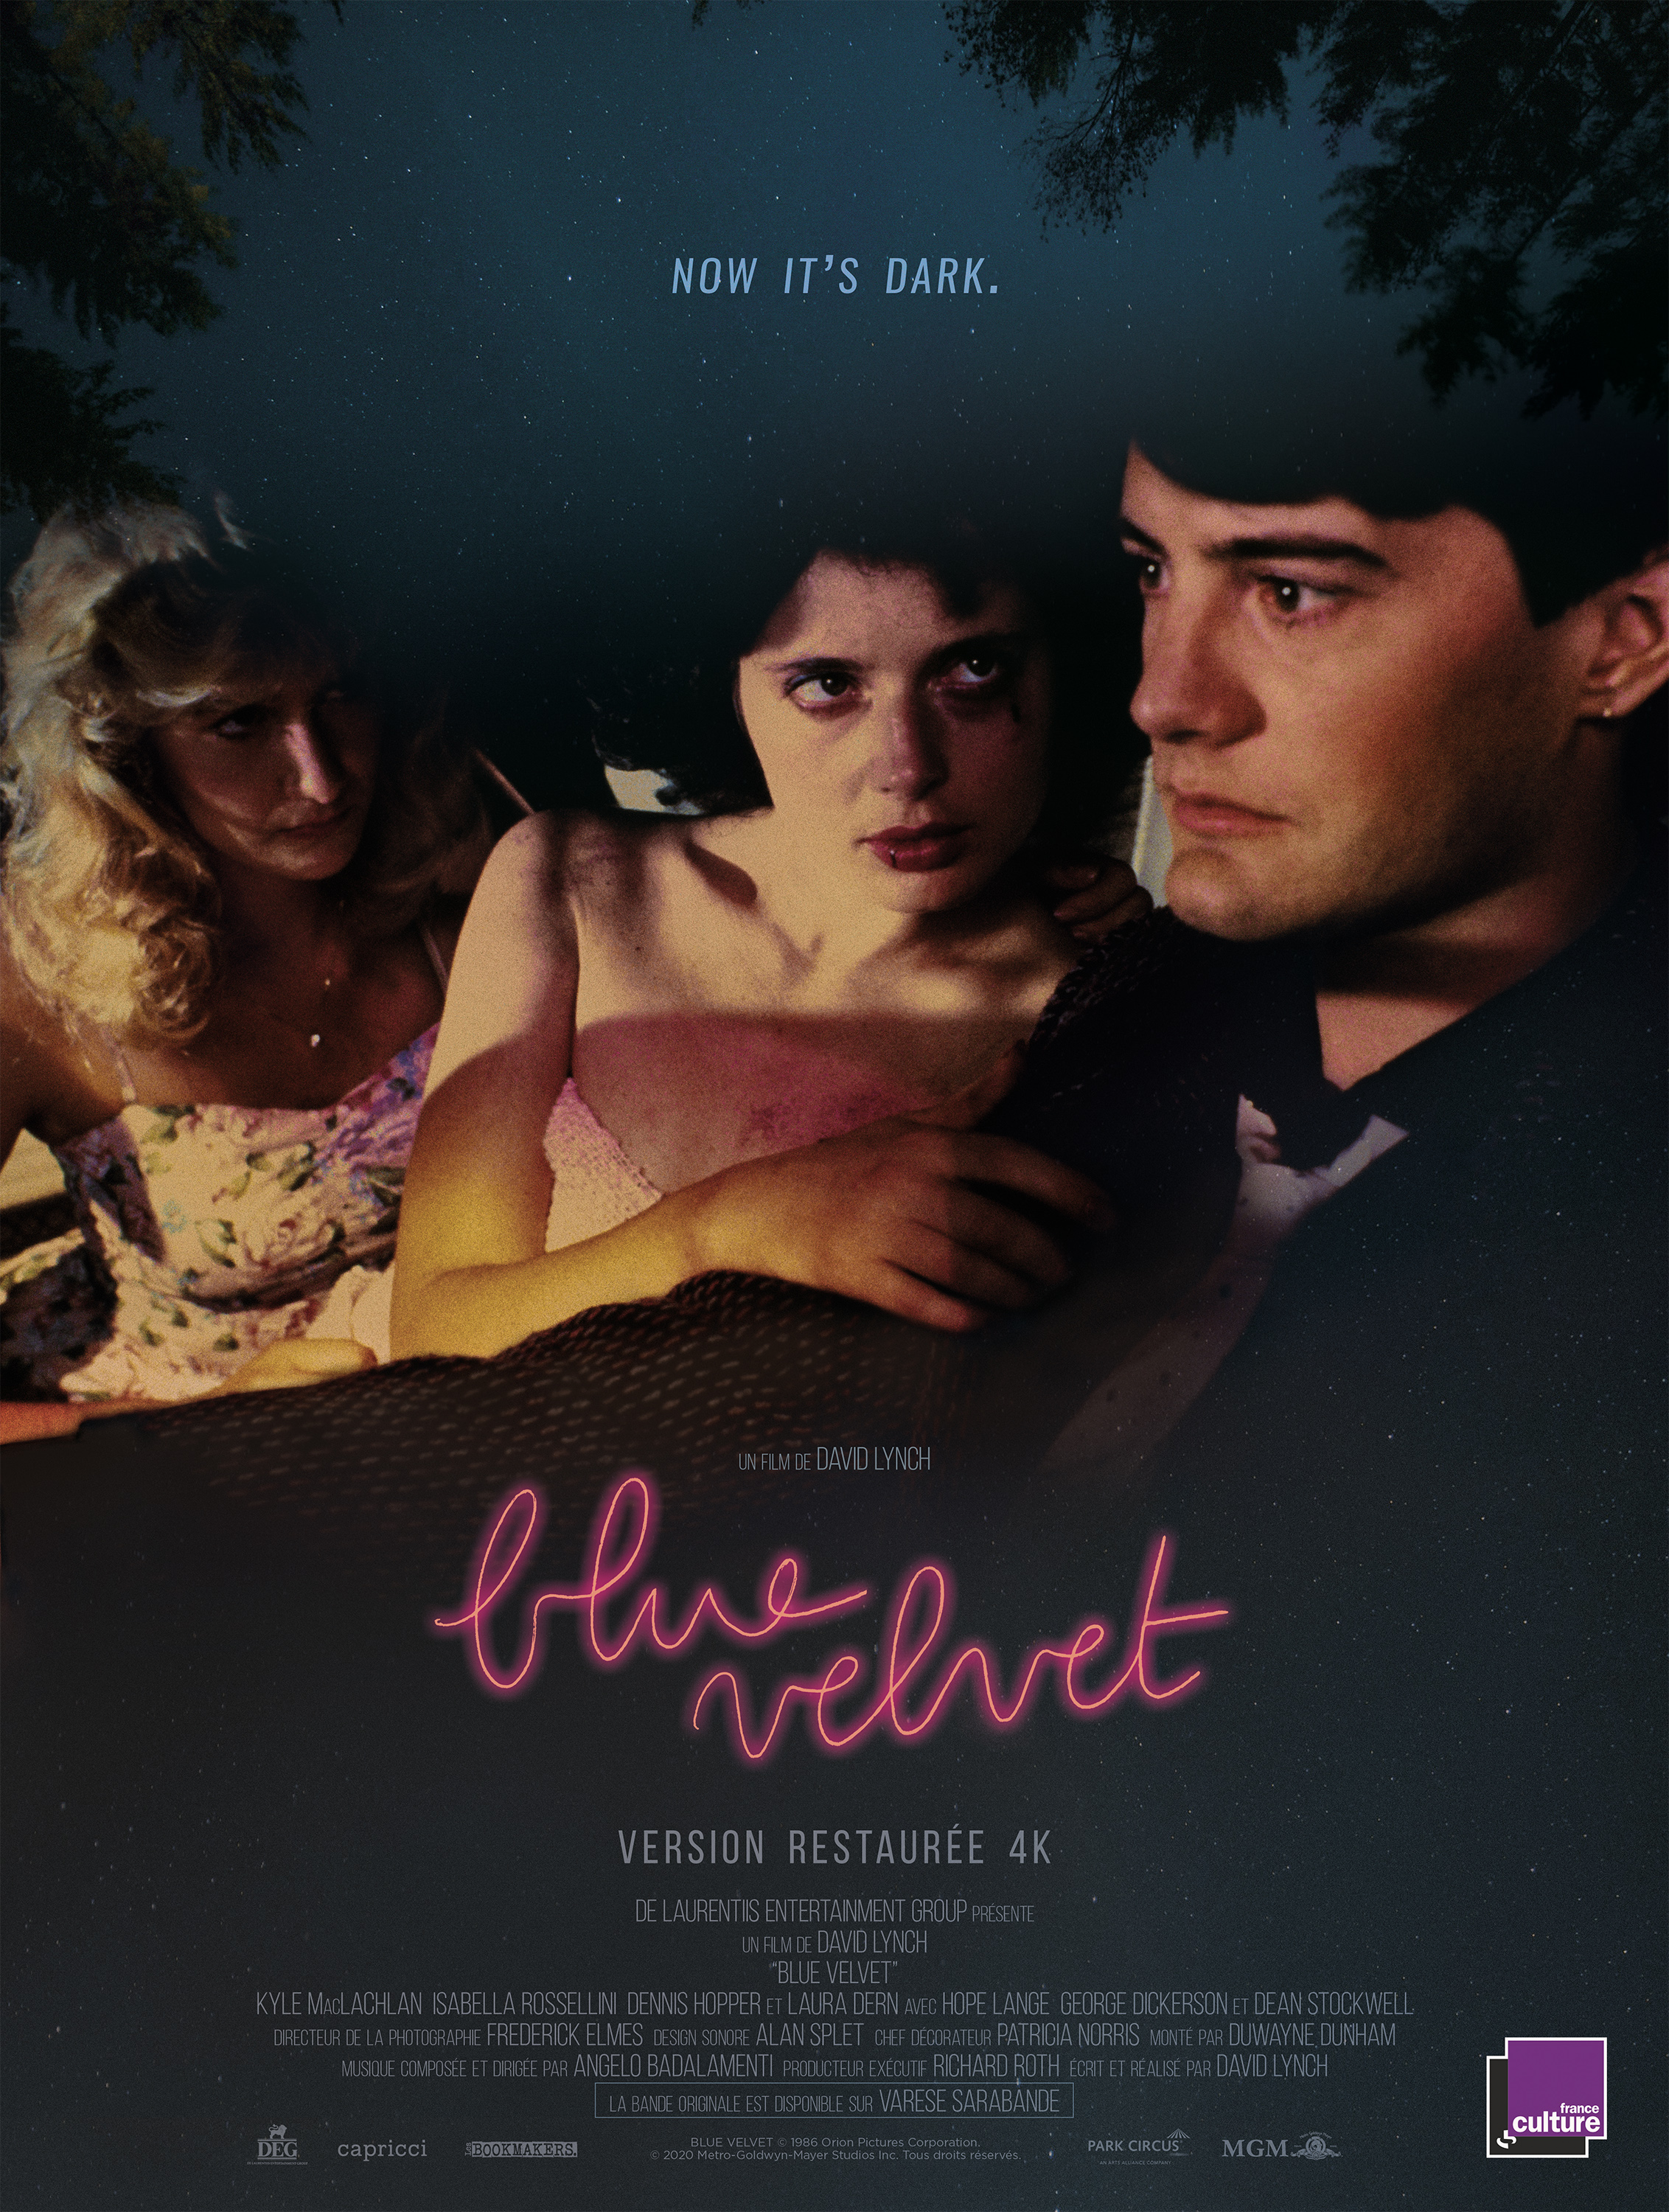 NOW IT'S DARK.
UN FILM DE DAVID LYNCH
blue
velvet
VERSION RESTAURÉE 4K
DE LAURENTIIS ENTERTAINMENT GROUP PRÉSENTE
UN FILM DE DAVID LYNCH
"BLUE VELVET"
KYLE MacLACHLAN ISABELLA ROSSELLINI DENNIS HOPPER ET LAURA DERN AVEC HOPE LANGE GEORGE DICKERSON ET DEAN STOCKWELL
DIRECTEUR DE LA PHOTOGRAPHIE FREDERICK ELMES DESIGN SONORE ALAN SPLET CHEF DÉCORATEUR PATRICIA NORRIS MONTÉ PAR DUWAYNE DUNHAM
MUSIQUE COMPOSÉE ET DIRIGÉE PAR ANGELO BADALAMENTI PRODUCTEUR EXÉCUTIF RICHARD ROTH ÉCRIT ET RÉALISÉ PAR DAVID LYNCH
LA BANDE ORIGINALE EST DISPONIBLE SUR VARESE SARABANDE
DEG
capricci
les BOOKMAKERS
BLUE VELVET © 1986 Orion Pictures Corporation.
© 2020 Metro-Goldwyn-Mayer Studios Inc. Tous droits réservés.
PARK CIRCUS
AN ARTS ALLIANCE COMPANY
MGM
france
culture